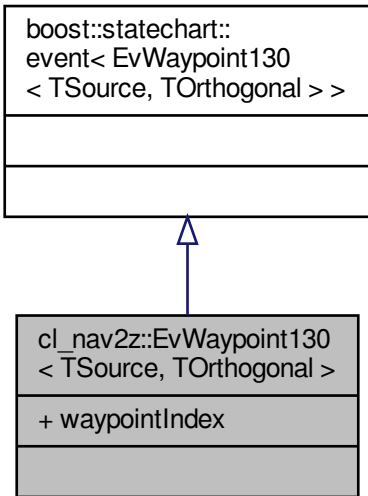 boost::statechart::
event< EvWaypoint130
< TSource, TOrthogonal > >
cl_nav2z::EvWaypoint130
< TSource, TOrthogonal >
+ waypointIndex